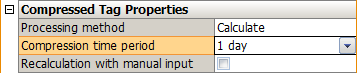 Compressed Tag Properties
Processing method Calculate
Compression time period 1 day
Recalculation with manual input